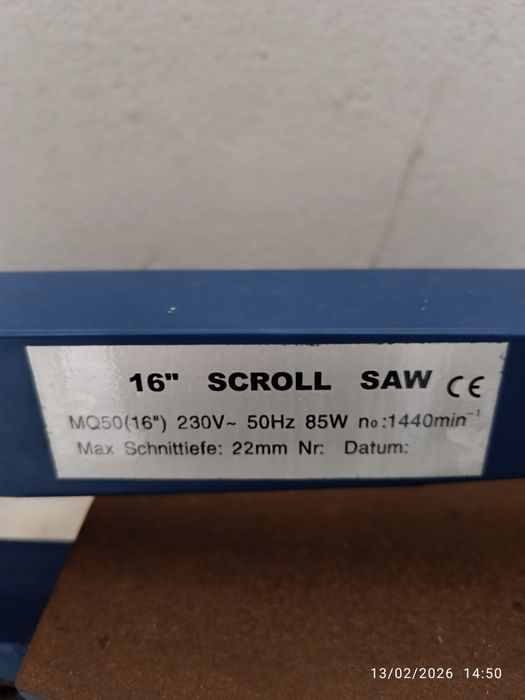 16" SCROLL SAW CE
MQ50(16") 230V~ 50Hz 85W n₀:1440min⁻¹
Max Schnittiefe: 22mm Nr: Datum:
13/02/2026 14:50